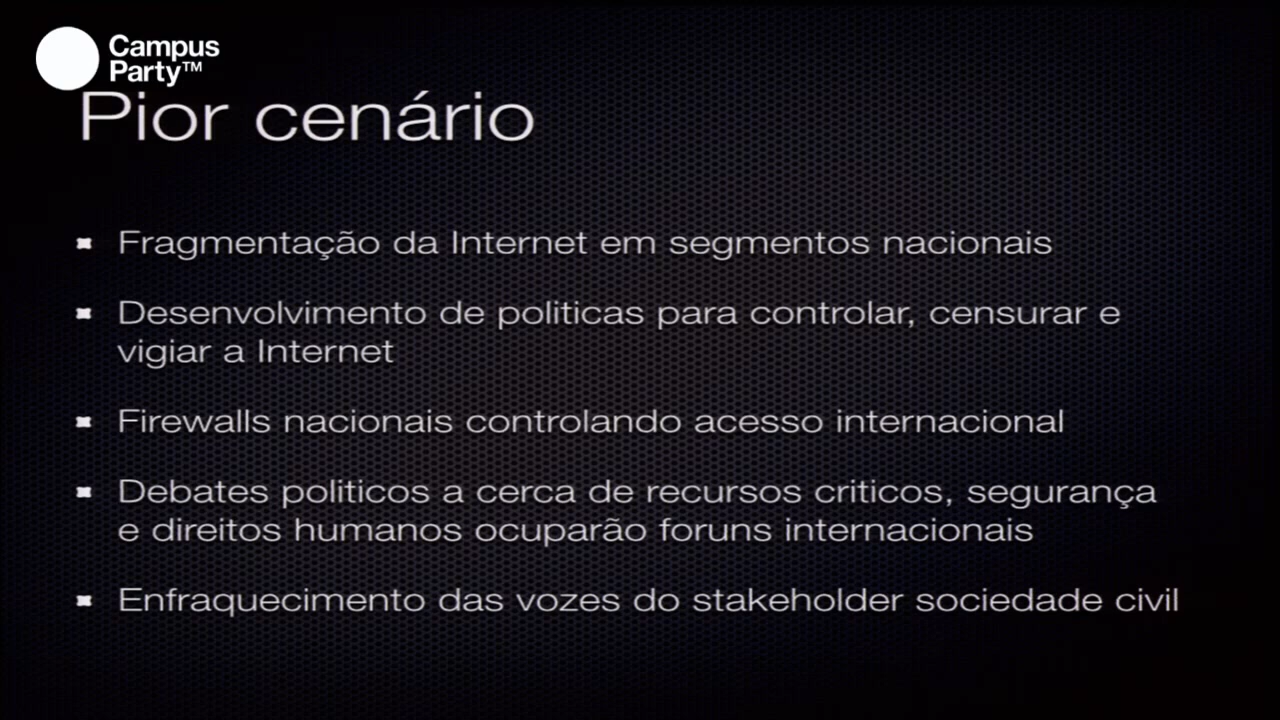 Campus
Party™
Pior cenário
Fragmentação da Internet em segmentos nacionais
Desenvolvimento de politicas para controlar, censurar e
vigiar a Internet
Firewalls nacionais controlando acesso internacional
Debates politicos a cerca de recursos criticos, segurança
e direitos humanos ocuparão foruns internacionais
Enfraquecimento das vozes do stakeholder sociedade civil